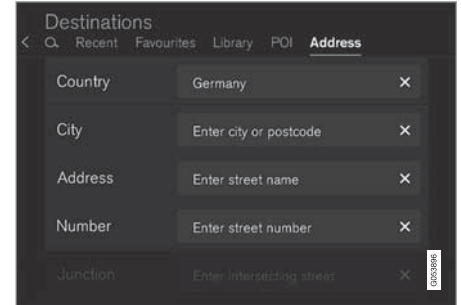 Destinations
Recent Favourites Library POI Address
Country Germany
City Enter city or postcode
Address Enter street name
Number Enter street number
Junction Enter intersecting street
G053896